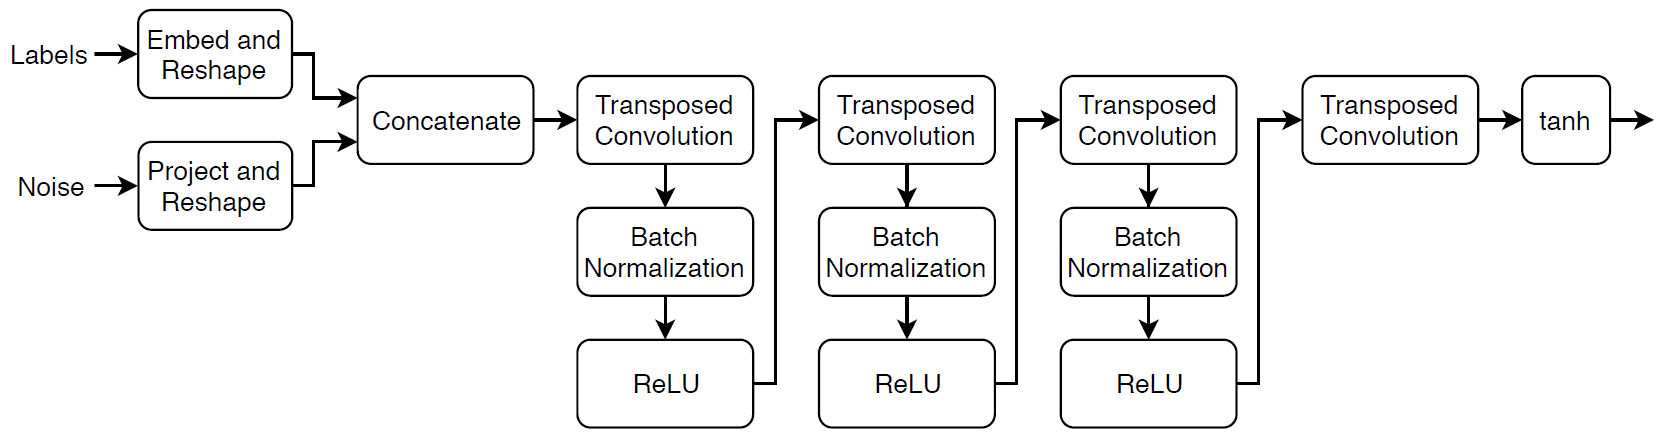 Labels
Embed and
Reshape
Noise
Project and
Reshape
Concatenate
Transposed
Convolution
Batch
Normalization
ReLU
Transposed
Convolution
Batch
Normalization
ReLU
Transposed
Convolution
Batch
Normalization
ReLU
Transposed
Convolution
tanh